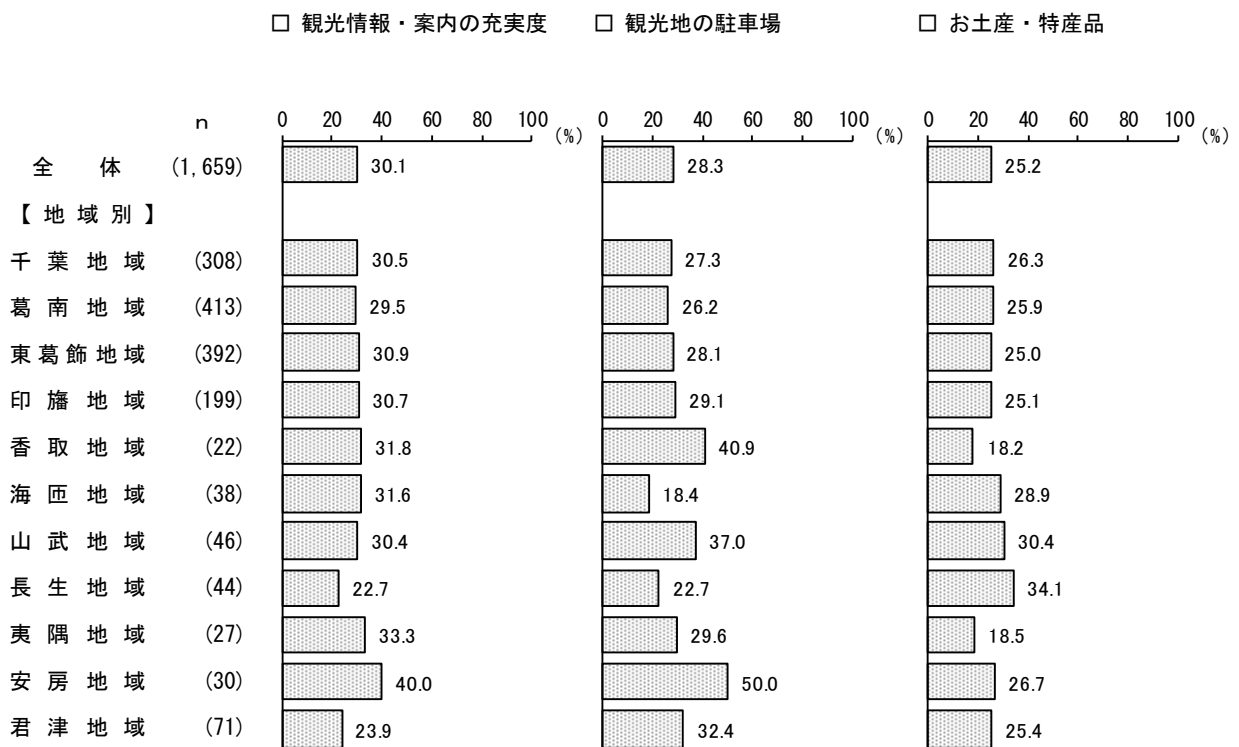 □ 観光情報・案内の充実度 □ 観光地の駐車場 □ お土産・特産品
n 0 20 40 60 80 100 (%) 0 20 40 60 80 100 (%) 0 20 40 60 80 100 (%)
全体 (1,659) 30.1 28.3 25.2
【地域別】
千葉地域 (308) 30.5 27.3 26.3
葛南地域 (413) 29.5 26.2 25.9
東葛飾地域 (392) 30.9 28.1 25.0
印旛地域 (199) 30.7 29.1 25.1
香取地域 (22) 31.8 40.9 18.2
海匝地域 (38) 31.6 18.4 28.9
山武地域 (46) 30.4 37.0 30.4
長生地域 (44) 22.7 22.7 34.1
夷隅地域 (27) 33.3 29.6 18.5
安房地域 (30) 40.0 50.0 26.7
君津地域 (71) 23.9 32.4 25.4